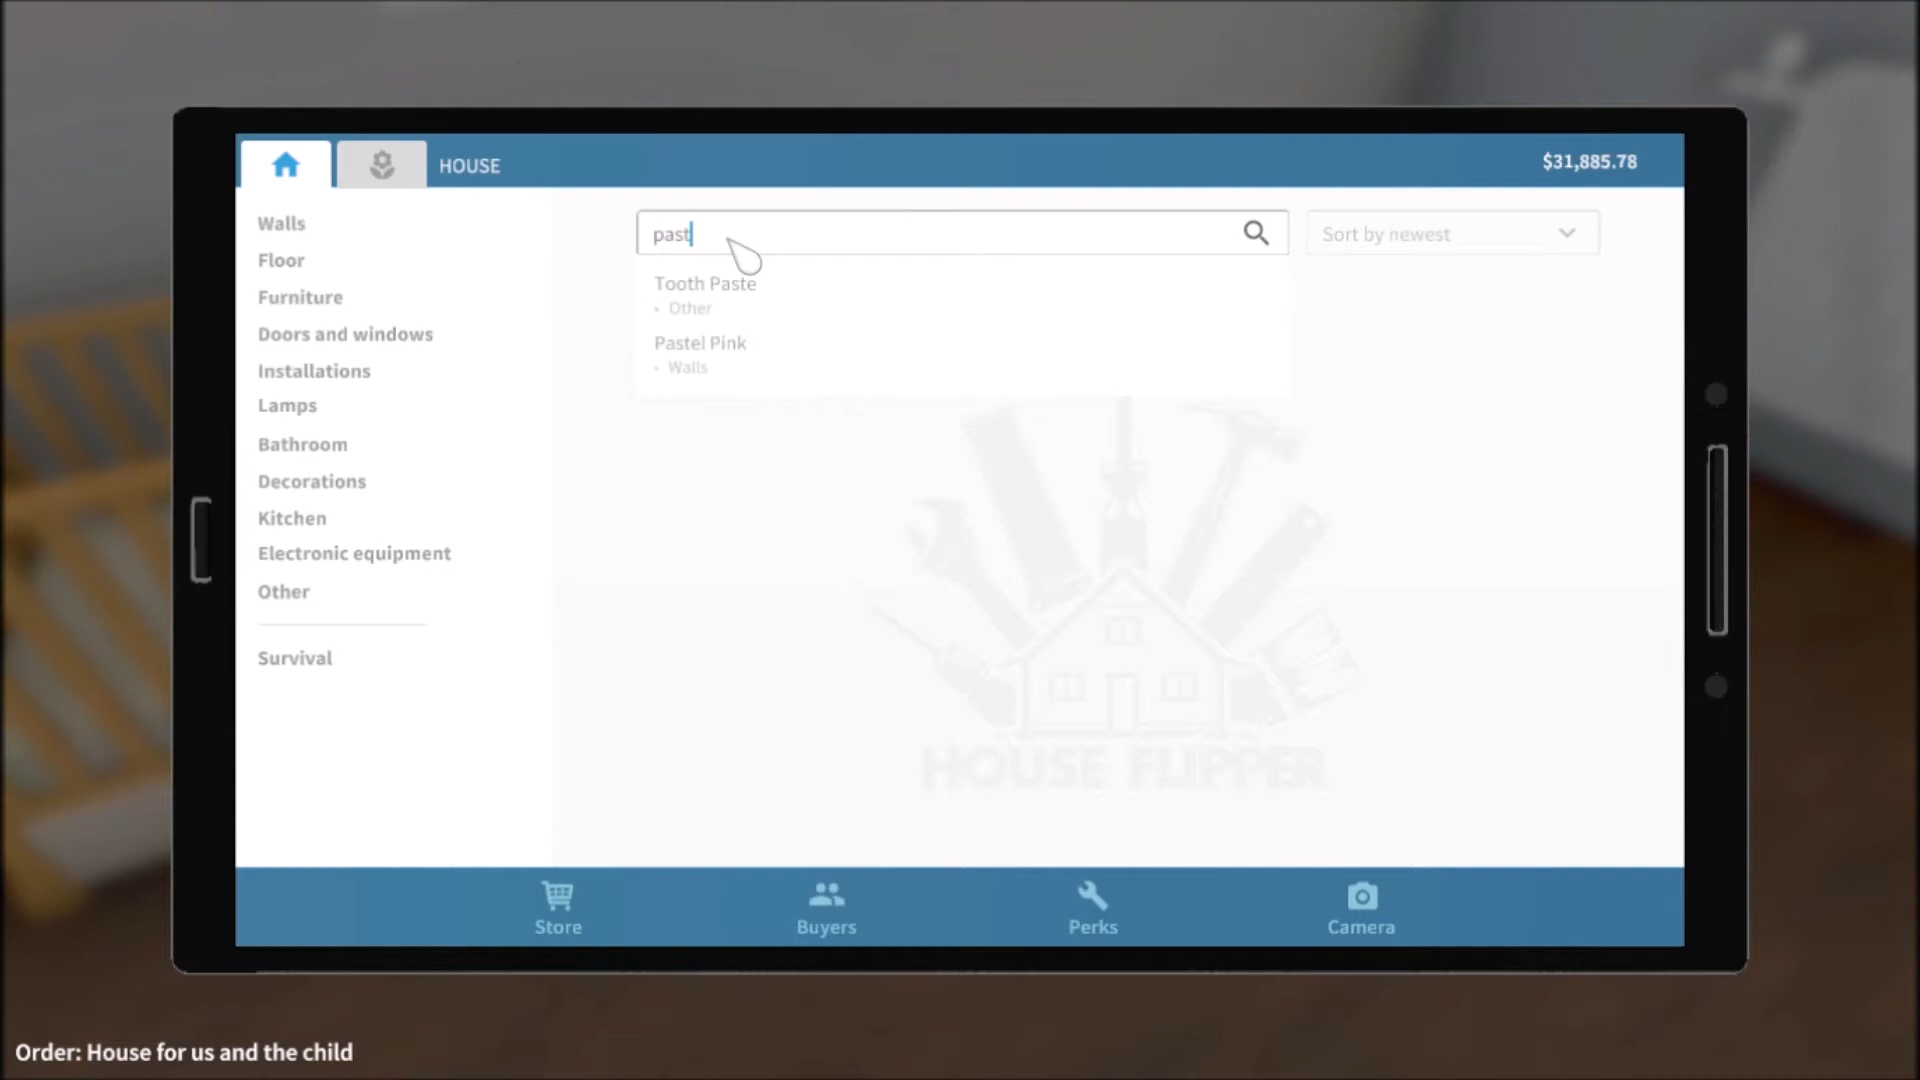 HOUSE
$31,885.78
Walls
Floor
Furniture
Doors and windows
Installations
Lamps
Bathroom
Decorations
Kitchen
Electronic equipment
Other
Survival
past
Sort by newest
Tooth Paste
• Other
Pastel Pink
• Walls
HOUSE FLIPPER
Store
Buyers
Perks
Camera
Order: House for us and the child